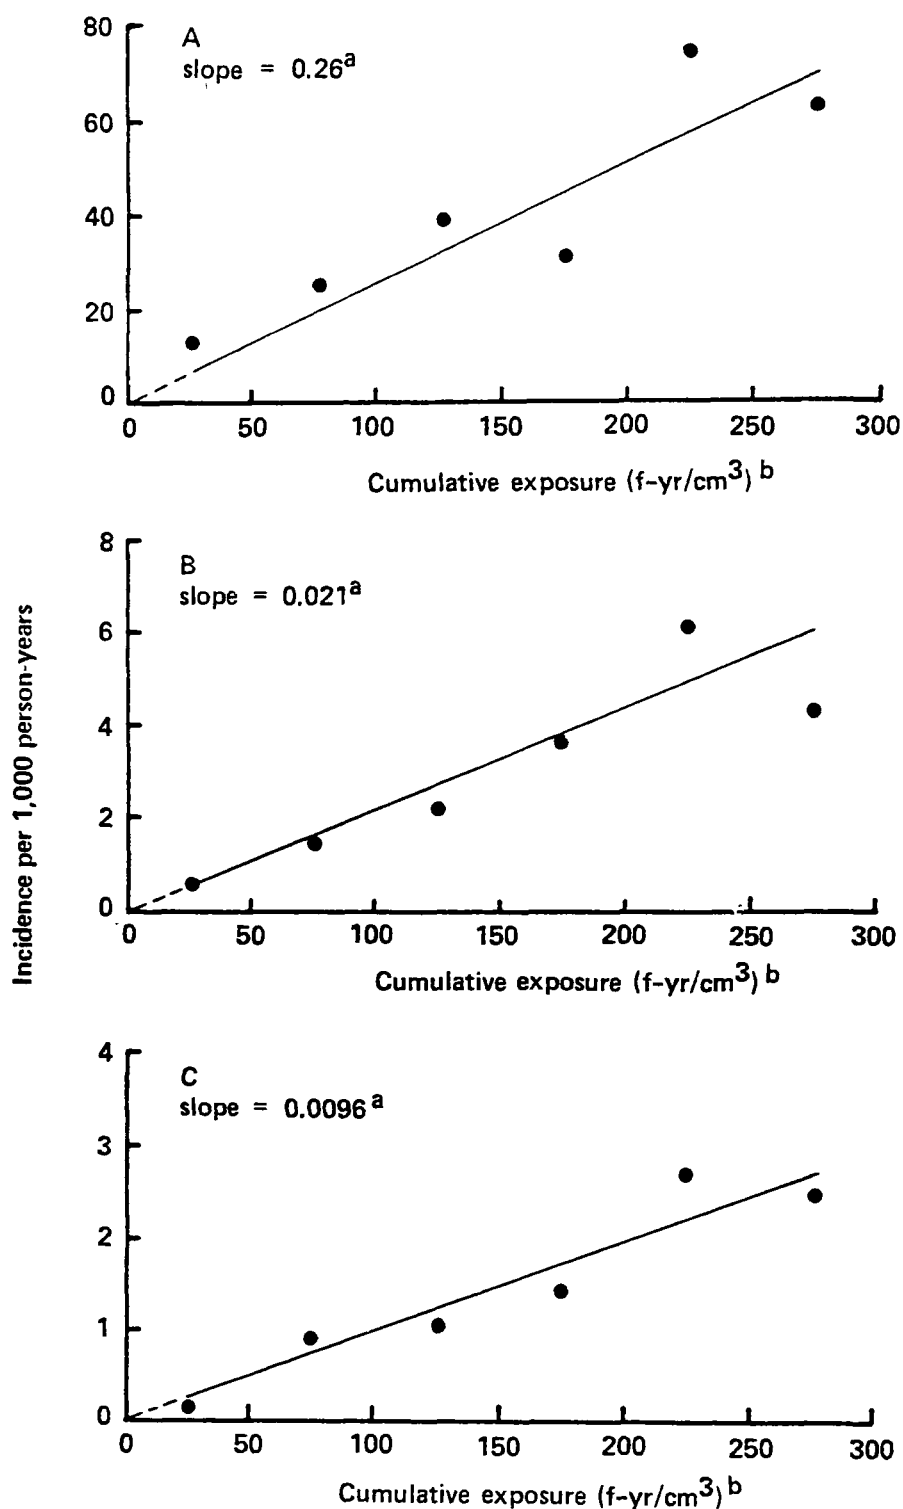 A
slope = 0.26a
80
60
40
20
0
0 50 100 150 200 250 300
Cumulative exposure (f-yr/cm3) b
Incidence per 1,000 person-years
B
slope = 0.021a
8
6
4
2
0
0 50 100 150 200 250 300
Cumulative exposure (f-yr/cm3) b
C
slope = 0.0096a
4
3
2
1
0
0 50 100 150 200 250 300
Cumulative exposure (f-yr/cm3) b